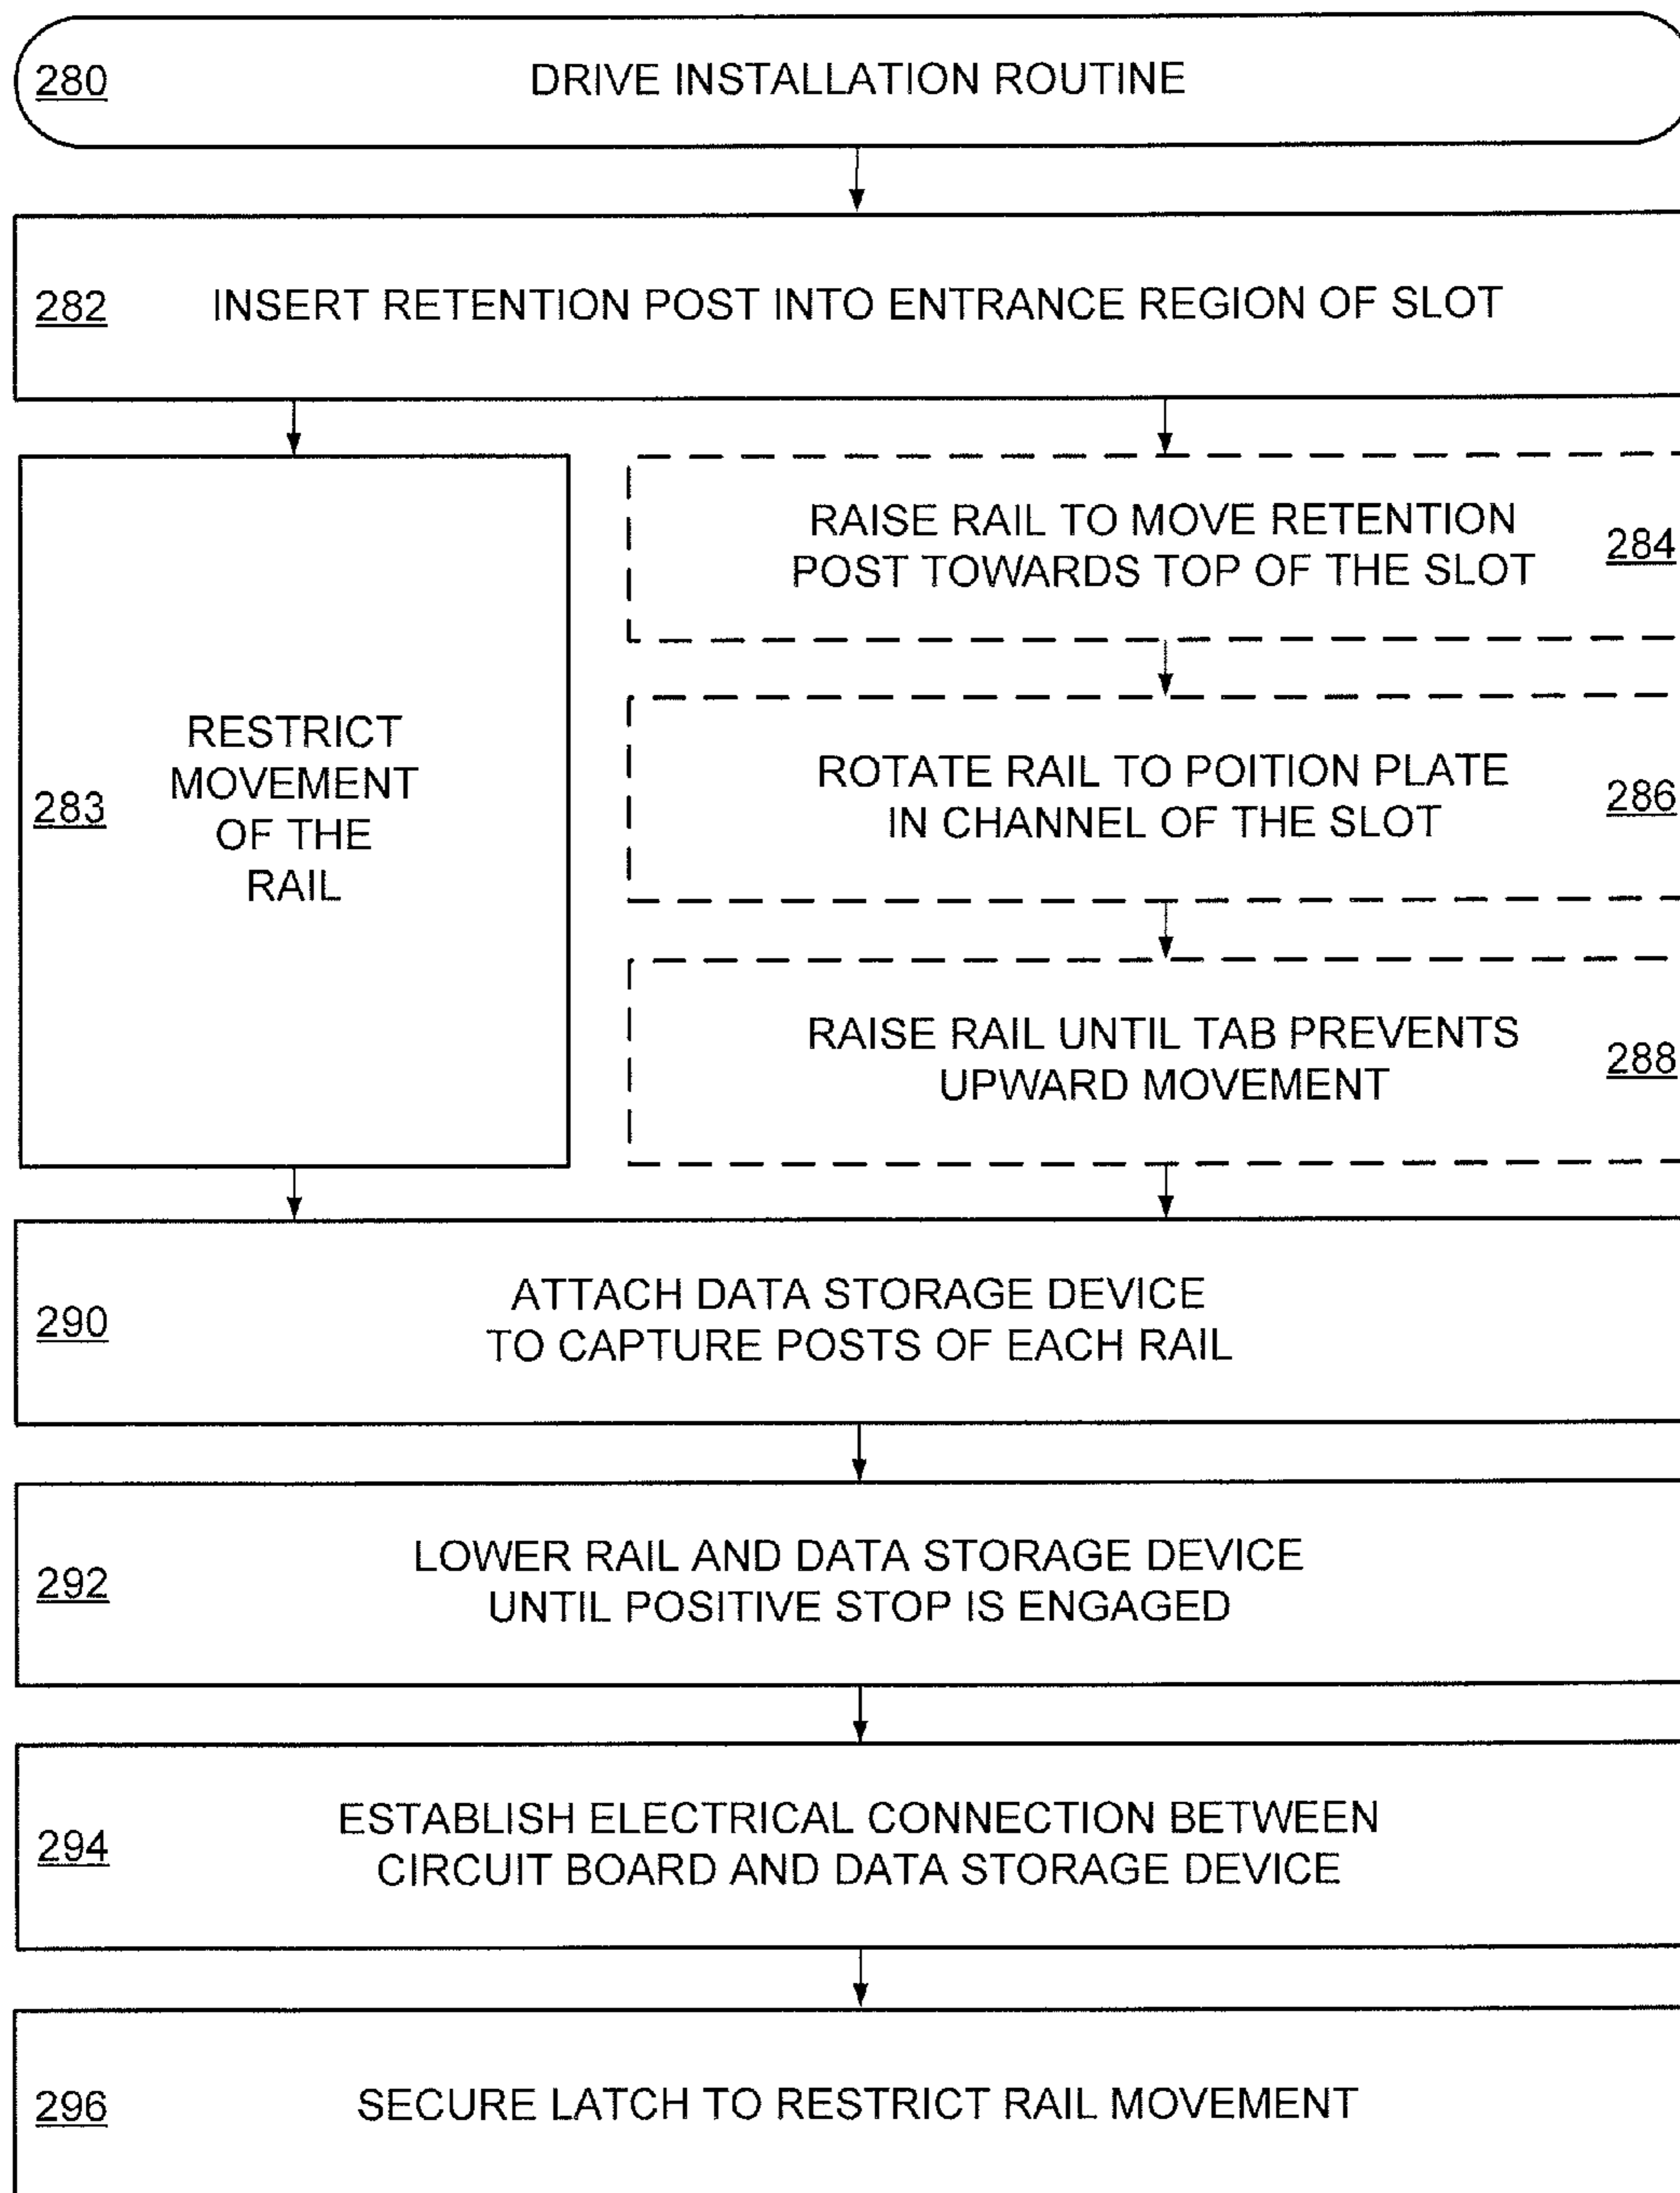 280 DRIVE INSTALLATION ROUTINE
282 INSERT RETENTION POST INTO ENTRANCE REGION OF SLOT
283
RESTRICT
MOVEMENT
OF THE
RAIL
RAISE RAIL TO MOVE RETENTION
POST TOWARDS TOP OF THE SLOT
284
ROTATE RAIL TO POITION PLATE
IN CHANNEL OF THE SLOT
286
RAISE RAIL UNTIL TAB PREVENTS
UPWARD MOVEMENT
288
290
ATTACH DATA STORAGE DEVICE
TO CAPTURE POSTS OF EACH RAIL
292
LOWER RAIL AND DATA STORAGE DEVICE
UNTIL POSITIVE STOP IS ENGAGED
294
ESTABLISH ELECTRICAL CONNECTION BETWEEN
CIRCUIT BOARD AND DATA STORAGE DEVICE
296 SECURE LATCH TO RESTRICT RAIL MOVEMENT